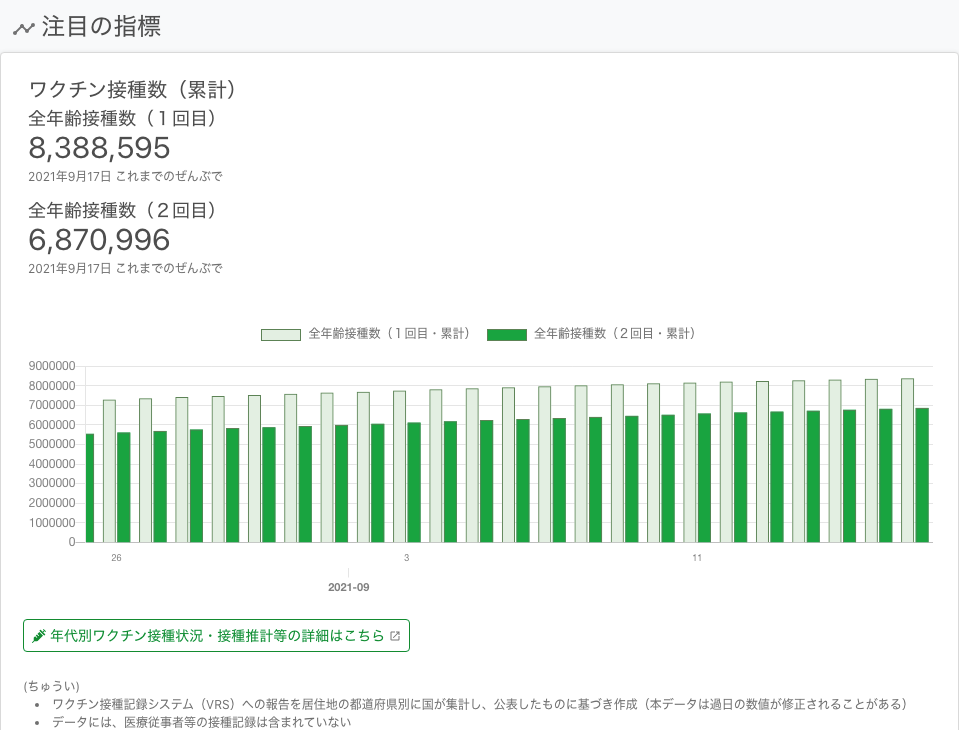 注目の指標
ワクチン接種数（累計）
全年齢接種数（１回目）
8,388,595
2021年9月17日 これまでのぜんぶで
全年齢接種数（２回目）
6,870,996
2021年9月17日 これまでのぜんぶで
全年齢接種数（１回目・累計） 全年齢接種数（２回目・累計）
9000000
8000000
7000000
6000000
5000000
4000000
3000000
2000000
1000000
0
26 3 11
2021-09
年代別ワクチン接種状況・接種推計等の詳細はこちら
(ちゅうい)
• ワクチン接種記録システム（VRS）への報告を居住地の都道府県別に国が集計し、公表したものに基づき作成（本データは過日の数値が修正されることがある）
• データには、医療従事者等の接種記録は含まれていない